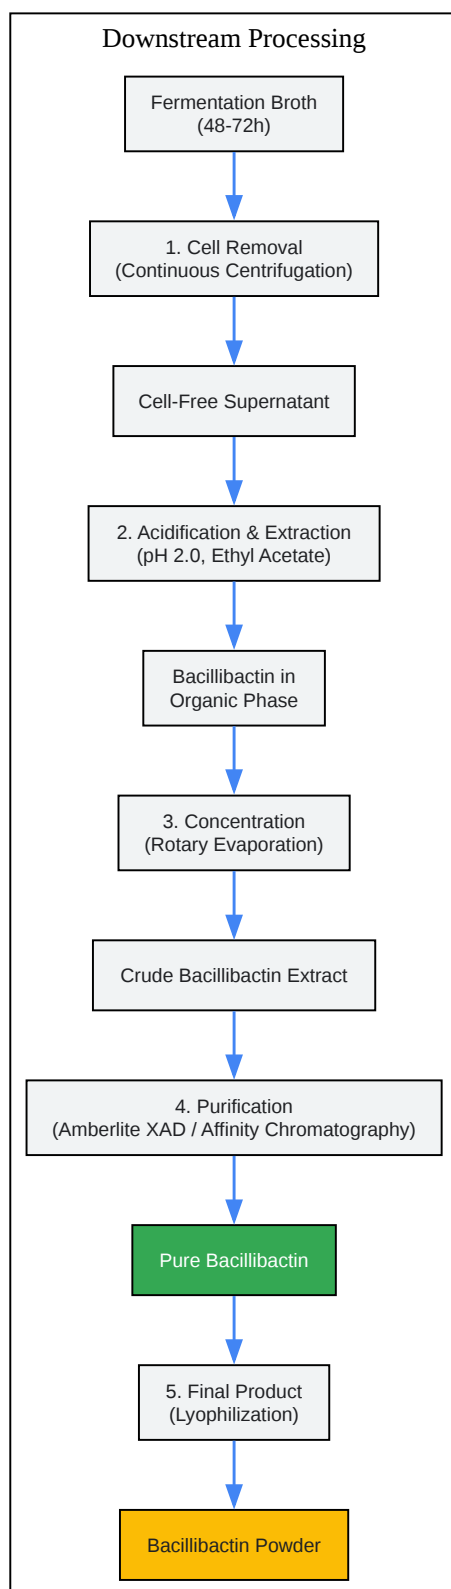 Downstream Processing
Fermentation Broth
(48-72h)
1. Cell Removal
(Continuous Centrifugation)
Cell-Free Supernatant
2. Acidification & Extraction
(pH 2.0, Ethyl Acetate)
Bacillibactin in
Organic Phase
3. Concentration
(Rotary Evaporation)
Crude Bacillibactin Extract
4. Purification
(Amberlite XAD / Affinity Chromatography)
Pure Bacillibactin
5. Final Product
(Lyophilization)
Bacillibactin Powder